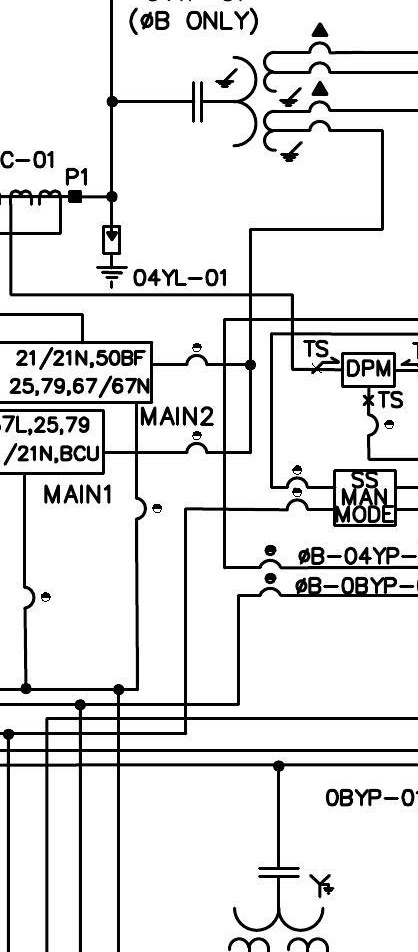 (ØB ONLY)
C-01
P1
04YL-01
21/21N,50BF
25,79,67/67N
TS
DPM
TS
7L,25,79
/21N,BCU
MAIN2
MAIN1
SS
MAN
MODE
ØB-04YP-
ØB-0BYP-
0BYP-01